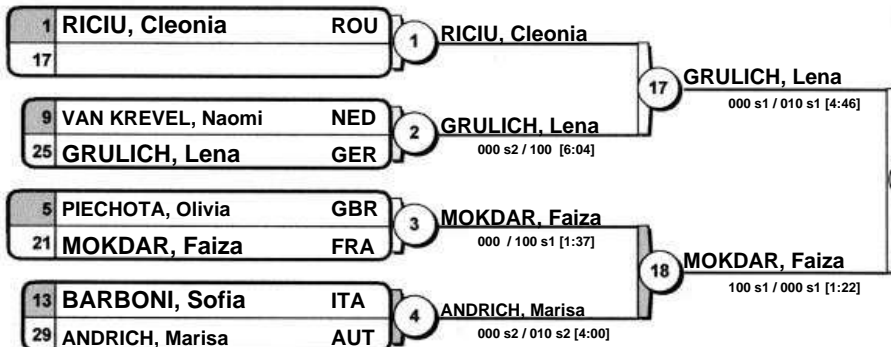 1 RICIU, Cleonia ROU
17
1
RICIU, Cleonia
9 VAN KREVEL, Naomi NED
25 GRULICH, Lena GER
2
GRULICH, Lena
000 s2 / 100 [6:04]
17
GRULICH, Lena
000 s1 / 010 s1 [4:46]
5 PIECHOTA, Olivia GBR
21 MOKDAR, Faiza FRA
3
MOKDAR, Faiza
000 / 100 s1 [1:37]
13 BARBONI, Sofia ITA
29 ANDRICH, Marisa AUT
4
ANDRICH, Marisa
000 s2 / 010 s2 [4:00]
18
MOKDAR, Faiza
100 s1 / 000 s1 [1:22]